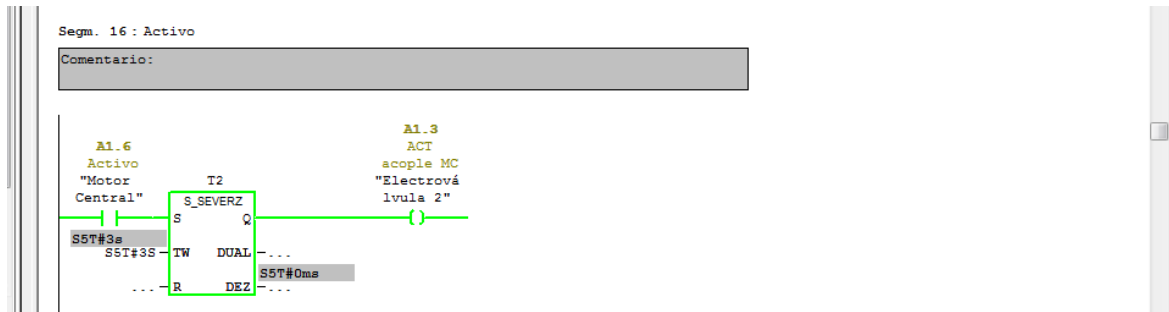 Segm. 16 : Activo
Comentario:
A1.6
Activo
"Motor
Central"
T2
S_SEVERZ
A1.3
ACT
acople MC
"Electrová
lvula 2"
S Q
S5T#3s
S5T#3S TW DUAL ...
S5T#0ms
... R DEZ ...